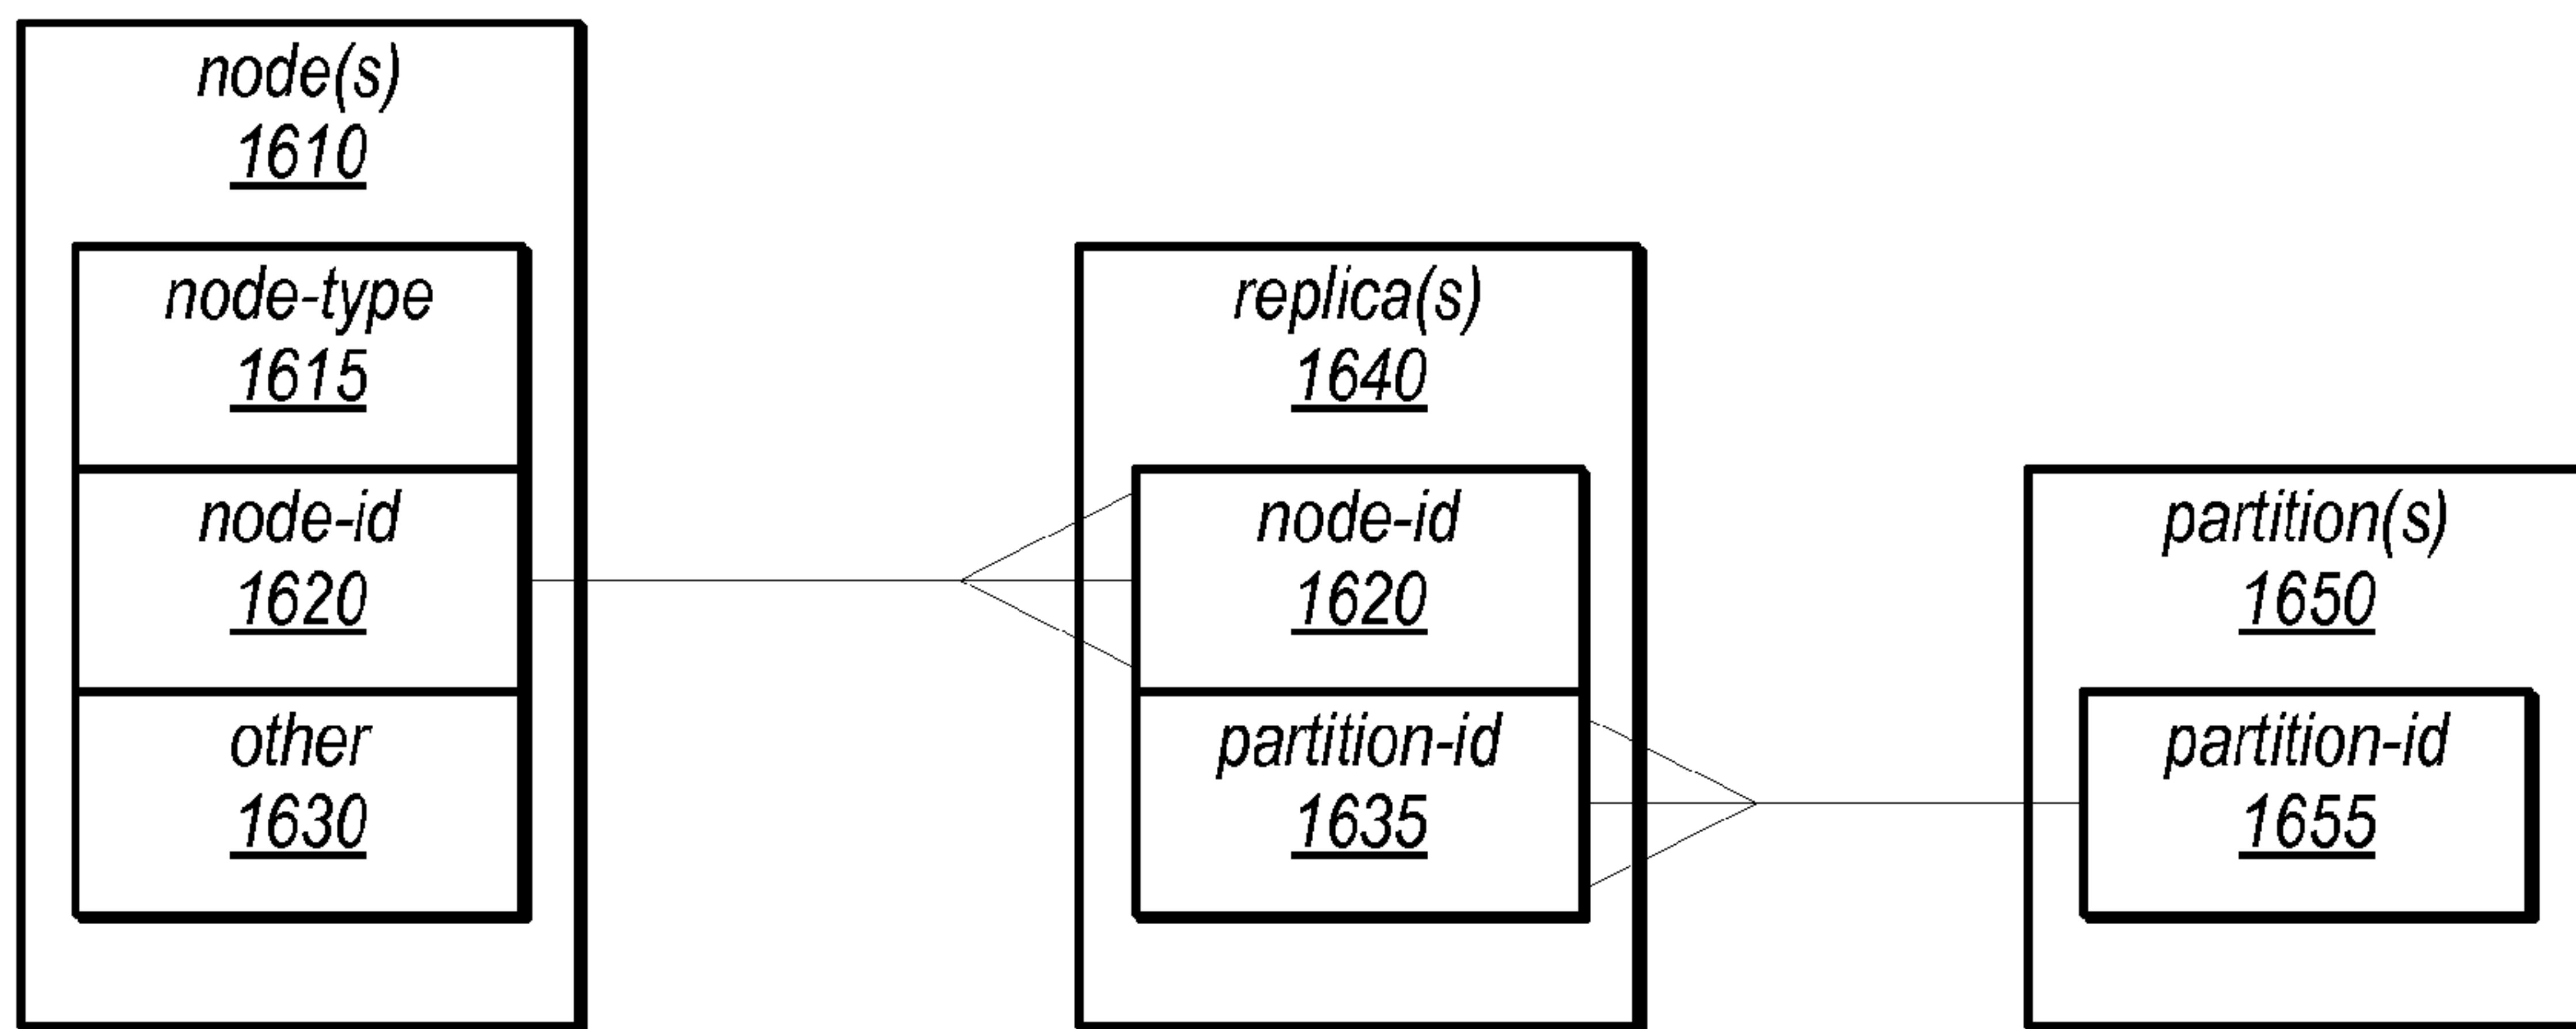 node(s)
1610
node-type
1615
node-id
1620
other
1630
replica(s)
1640
node-id
1620
partition-id
1635
partition(s)
1650
partition-id
1655